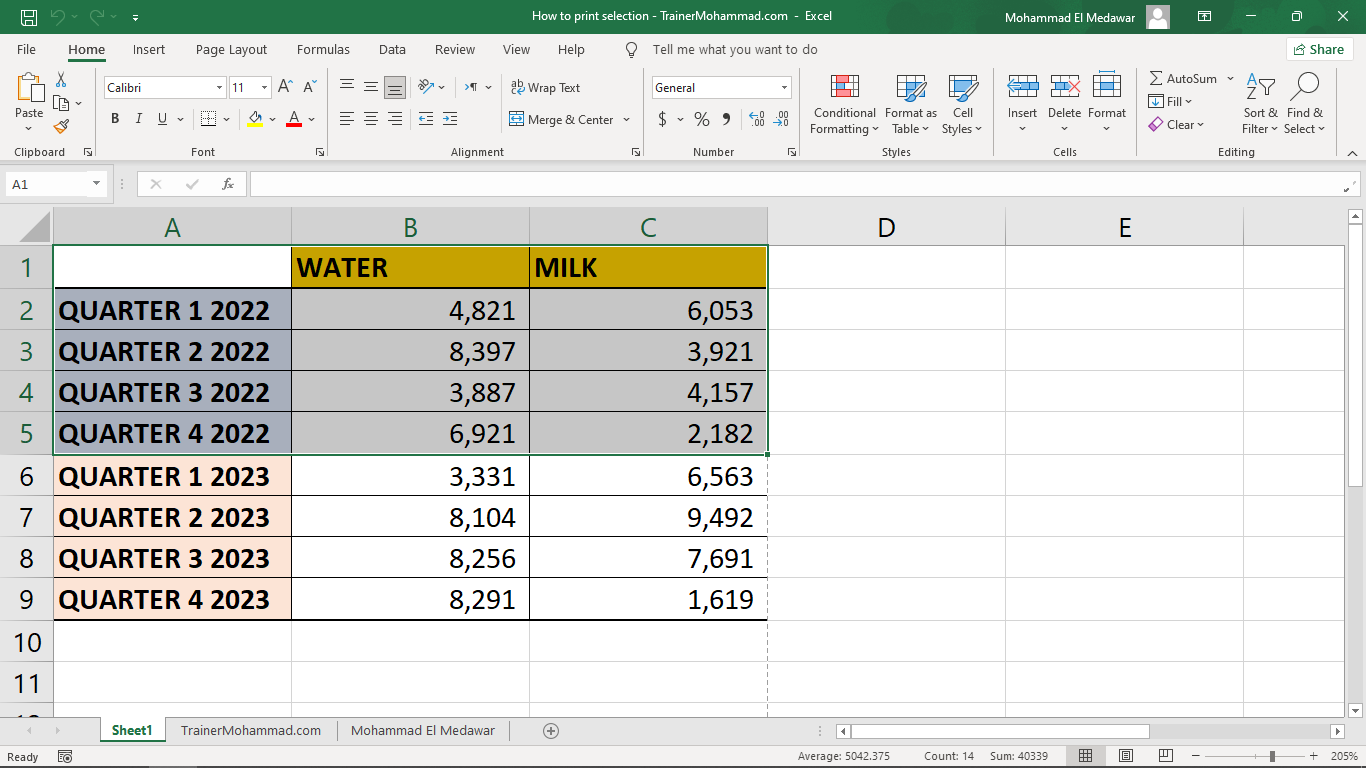 How to print selection - TrainerMohammad.com - Excel
Mohammad El Medawar
File Home Insert Page Layout Formulas Data Review View Help Tell me what you want to do Share
Paste
Clipboard
Calibri 11
B I U A
Font
Wrap Text
Merge & Center
Alignment
General
$ % 9
Number
Conditional Formatting
Format as Table
Cell Styles
Styles
Insert Delete Format
Cells
AutoSum
Fill
Clear
Sort & Filter
Find & Select
Editing
A1 fx
A B C D E
1 WATER MILK
2 QUARTER 1 2022 4,821 6,053
3 QUARTER 2 2022 8,397 3,921
4 QUARTER 3 2022 3,887 4,157
5 QUARTER 4 2022 6,921 2,182
6 QUARTER 1 2023 3,331 6,563
7 QUARTER 2 2023 8,104 9,492
8 QUARTER 3 2023 8,256 7,691
9 QUARTER 4 2023 8,291 1,619
10
11
Sheet1 TrainerMohammad.com Mohammad El Medawar
Ready Average: 5042.375 Count: 14 Sum: 40339 205%